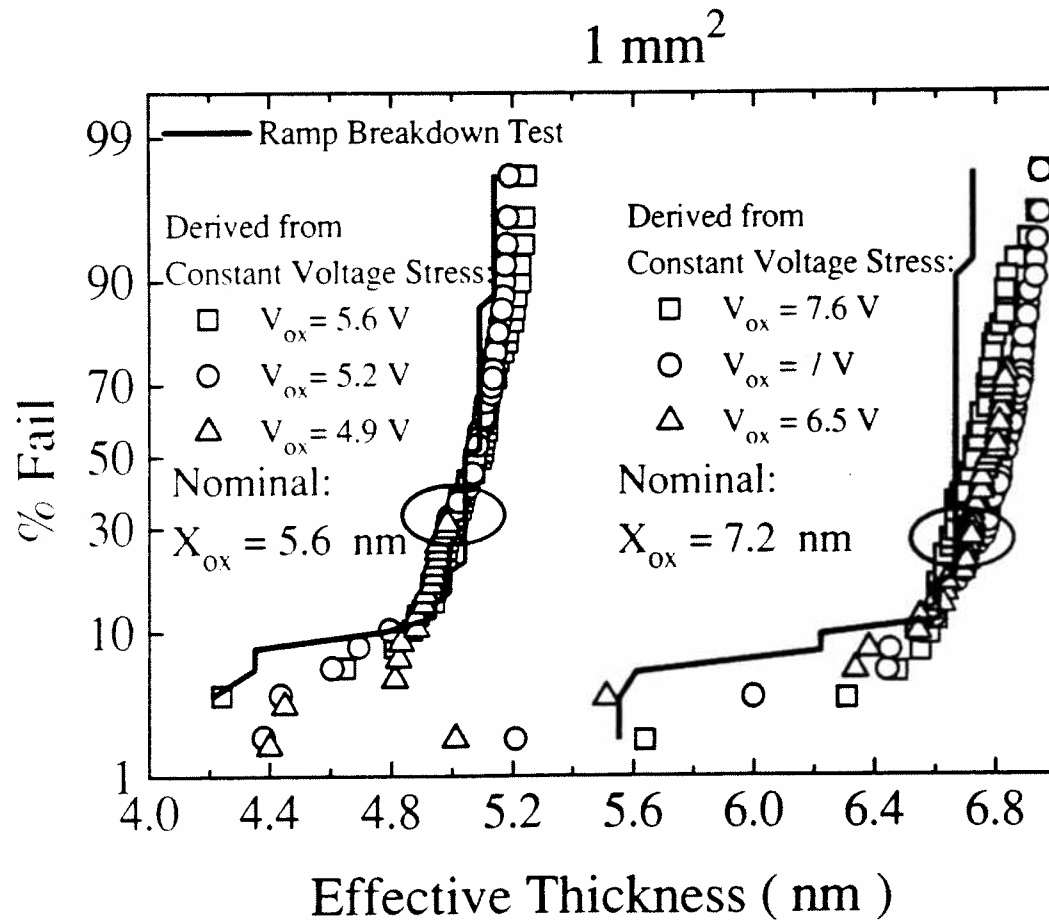 1 mm²
99
90
70
50
30
10
1
% Fail
Ramp Breakdown Test
Derived from
Constant Voltage Stress:
V_ox = 5.6 V
V_ox = 5.2 V
V_ox = 4.9 V
Nominal:
X_ox = 5.6 nm
Derived from
Constant Voltage Stress:
V_ox = 7.6 V
V_ox = / V
V_ox = 6.5 V
Nominal:
X_ox = 7.2 nm
4.0 4.4 4.8 5.2 5.6 6.0 6.4 6.8
Effective Thickness ( nm )